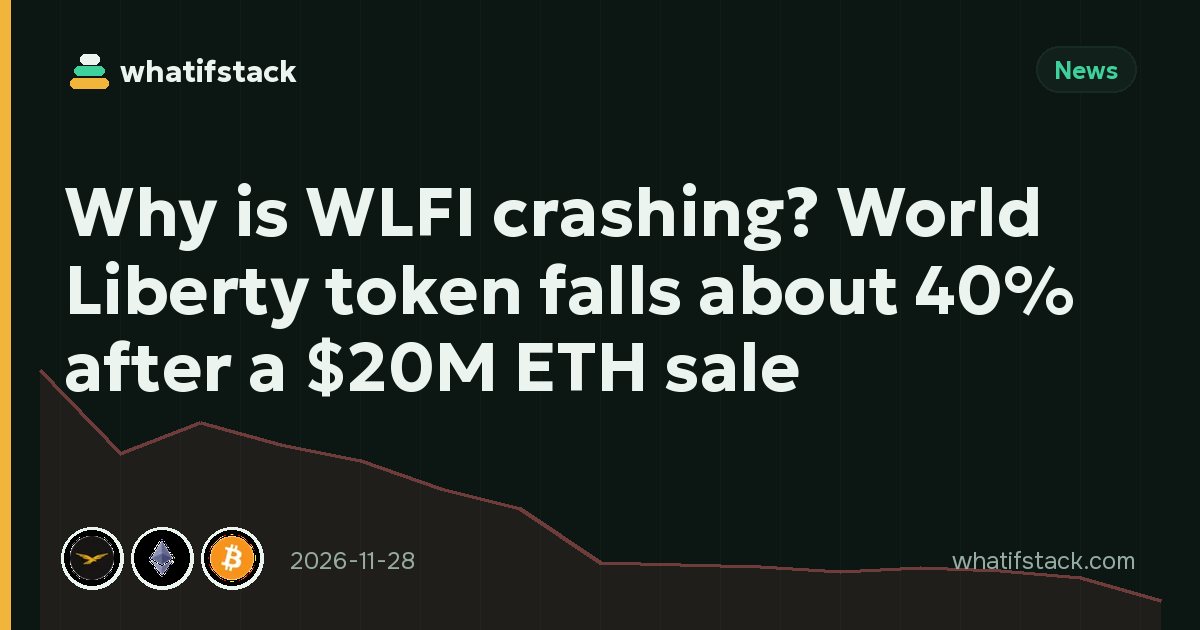 whatifstack
News
Why is WLFI crashing? World
Liberty token falls about 40%
after a $20M ETH sale
2026-11-28
whatifstack.com